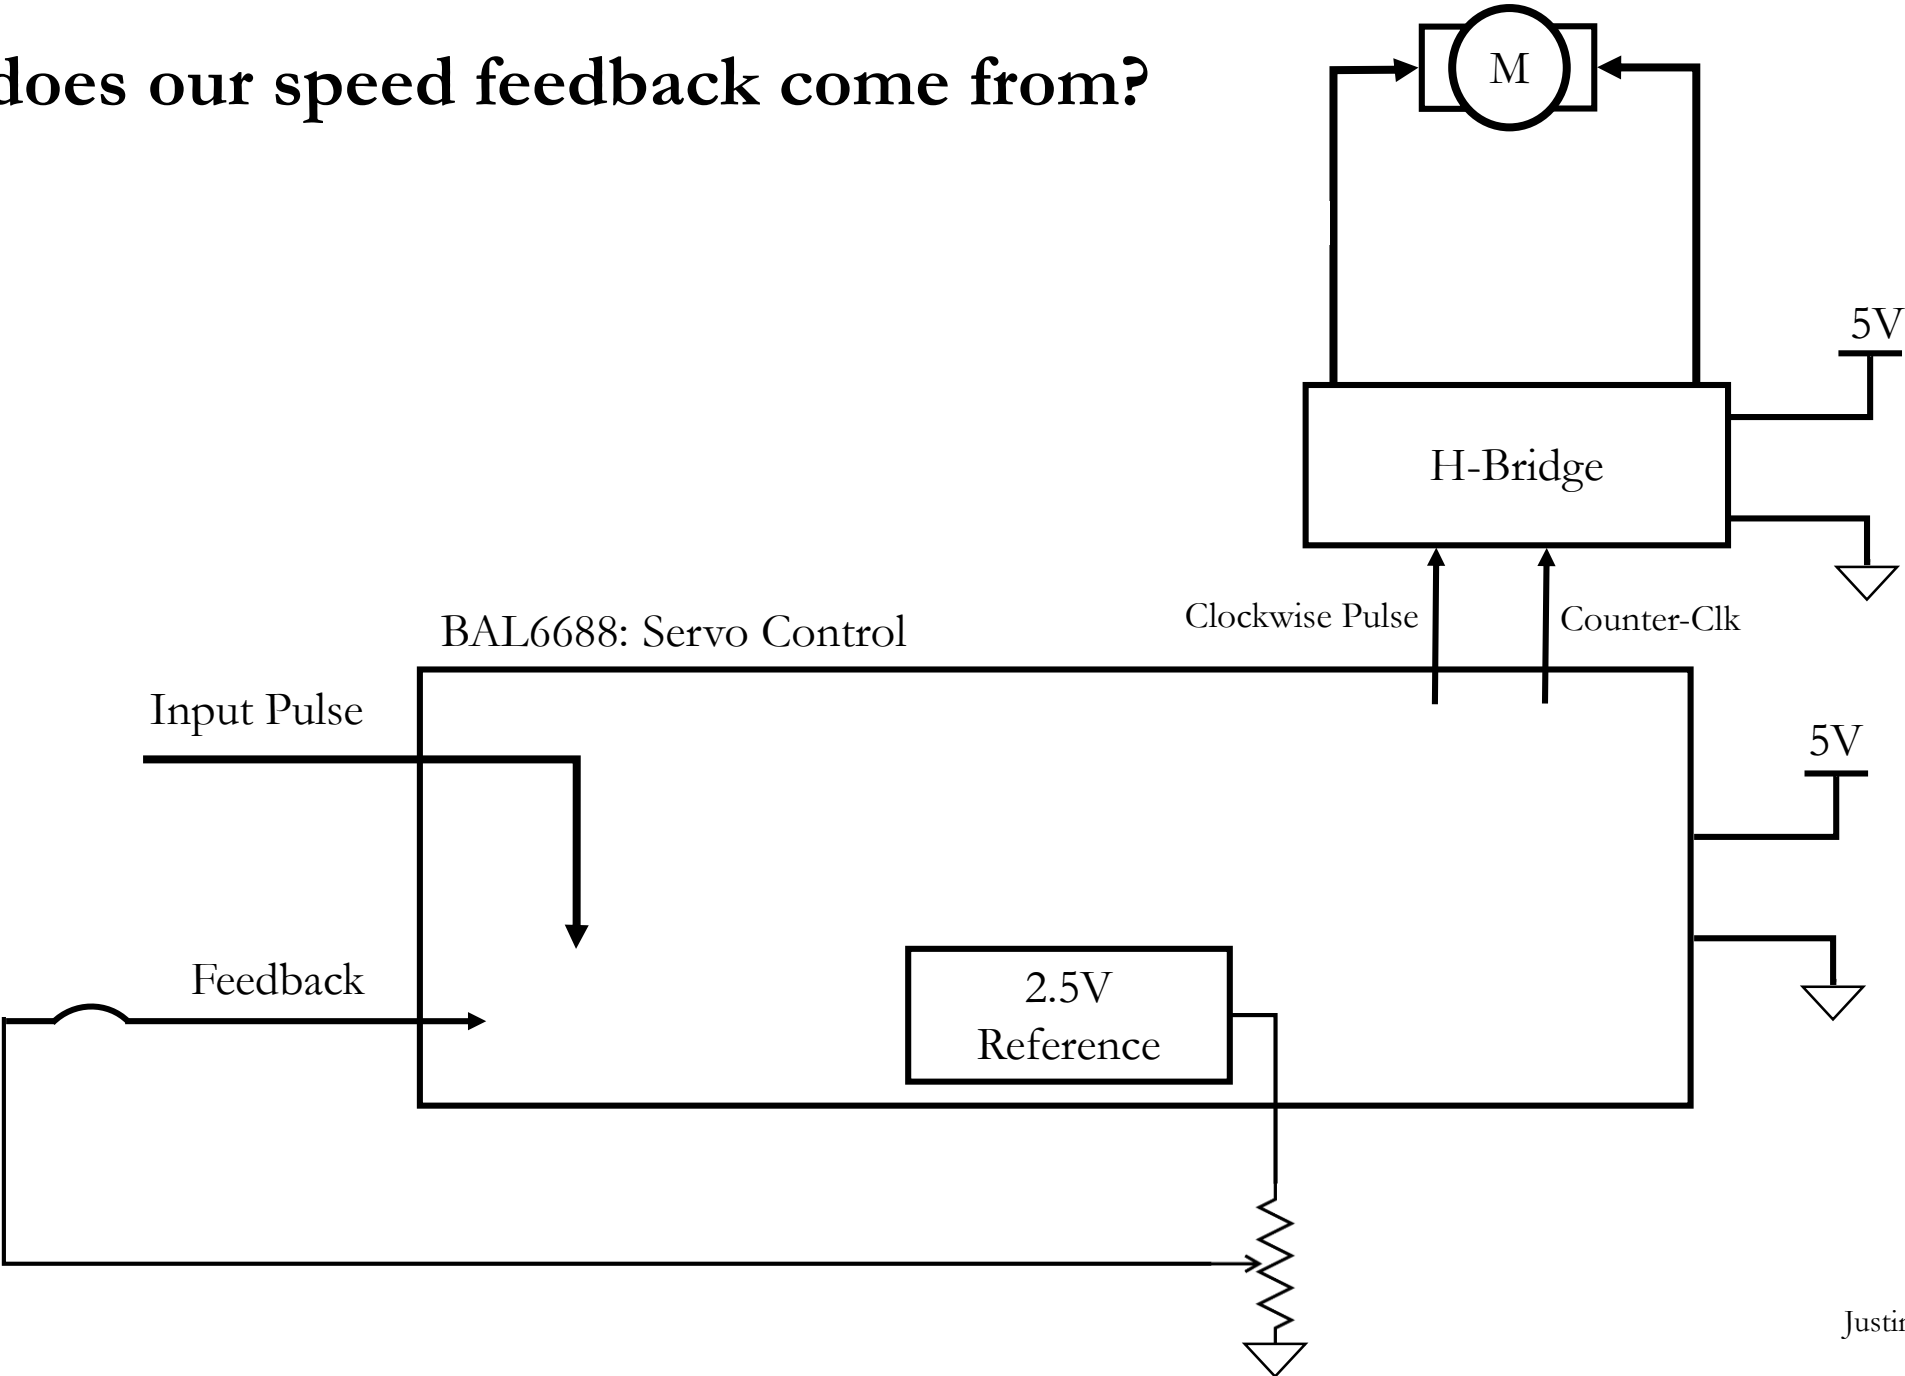 does our speed feedback come from?
M
5V
H-Bridge
Clockwise Pulse
Counter-Clk
BAL6688: Servo Control
Input Pulse
5V
Feedback
2.5V
Reference